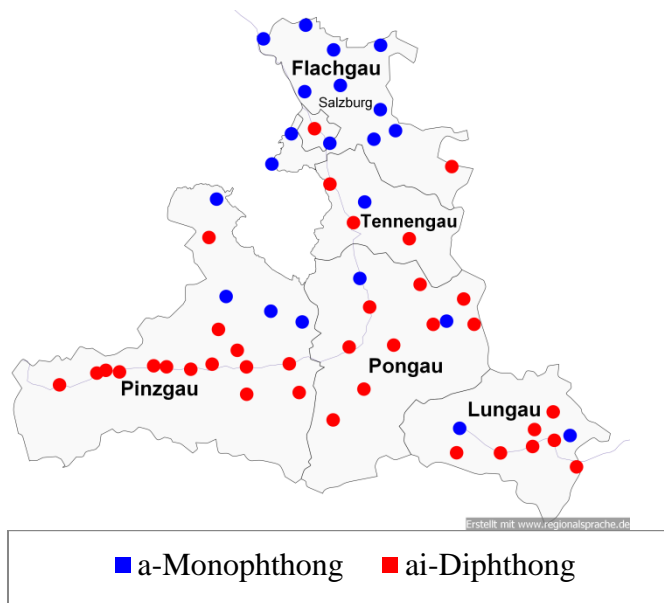 Flachgau
Salzburg
Tennengau
Pinzgau
Pongau
Lungau
Erstellt mit www.regionalsprache.de
a-Monophthong ai-Diphthong